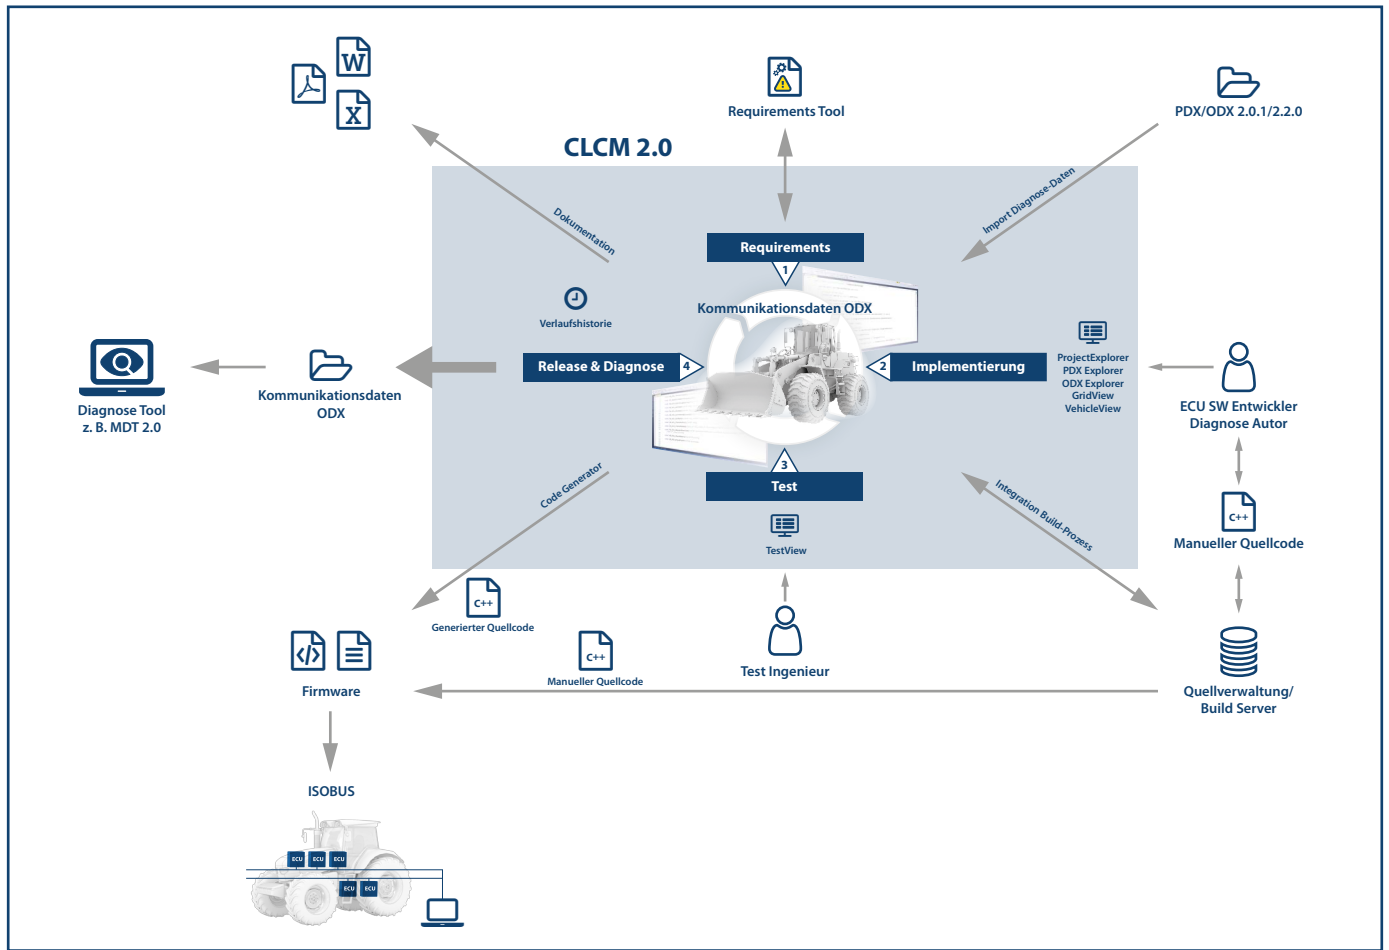 W
X
Requirements Tool
PDX/ODX 2.0.1/2.2.0
CLCM 2.0
Dokumentation
Import Diagnose-Daten
Requirements
1
Kommunikationsdaten ODX
Verlaufshistorie
Release & Diagnose
4
2
Implementierung
ProjectExplorer
PDX Explorer
ODX Explorer
GridView
VehicleView
Diagnose Tool
z. B. MDT 2.0
Kommunikationsdaten
ODX
ECU SW Entwickler
Diagnose Autor
3
Test
TestView
Code Generator
Integration Build-Prozess
C++
Manueller Quellcode
C++
Generierter Quellcode
C++
Manueller Quellcode
Test Ingenieur
Firmware
Quellverwaltung/
Build Server
ISOBUS
ECU
ECU
ECU
ECU
ECU